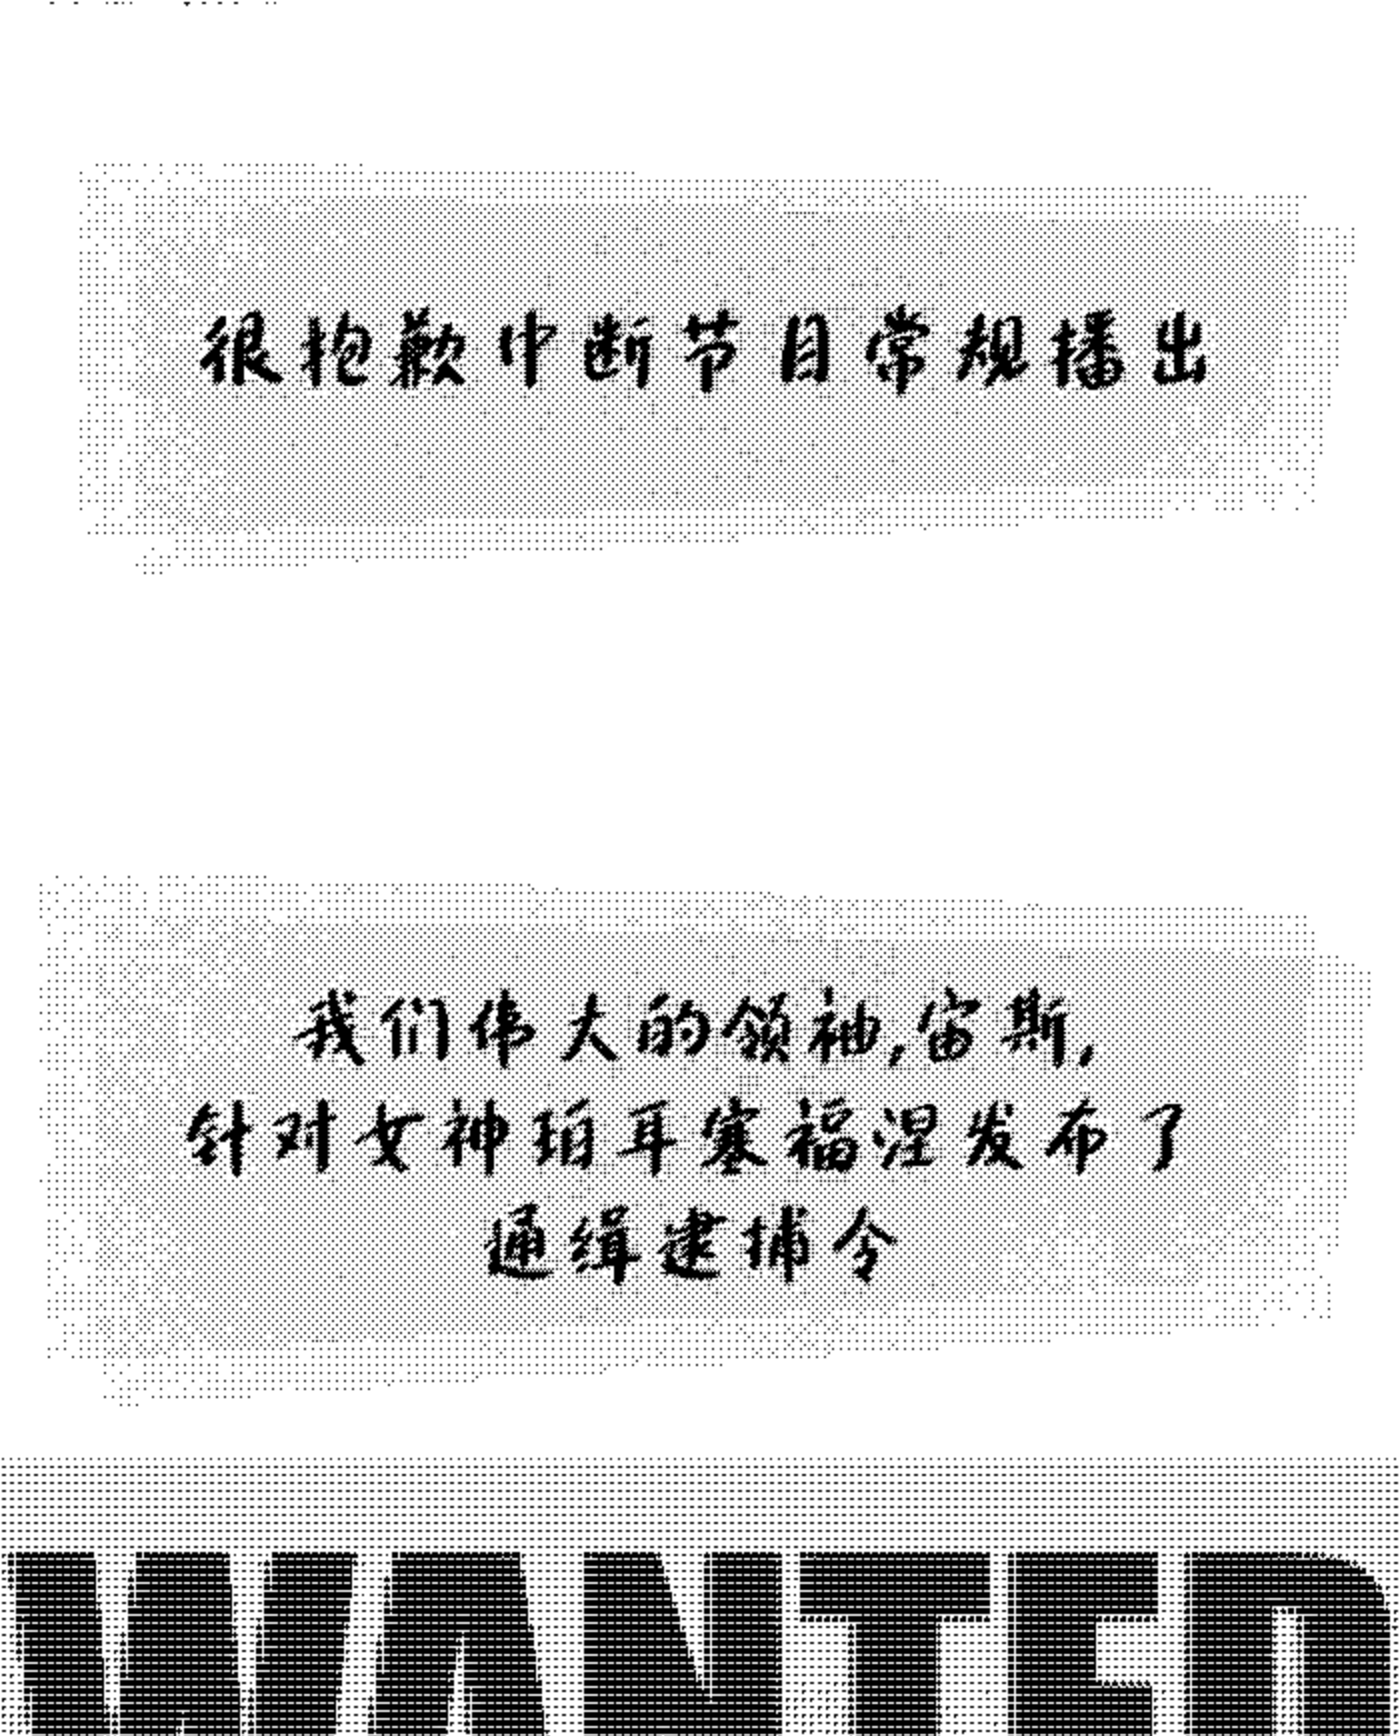 很抱歉中断节目常规播出
我们伟大的领袖,宙斯,
针对女神珀耳塞福涅发布了
通缉逮捕令
WANTED